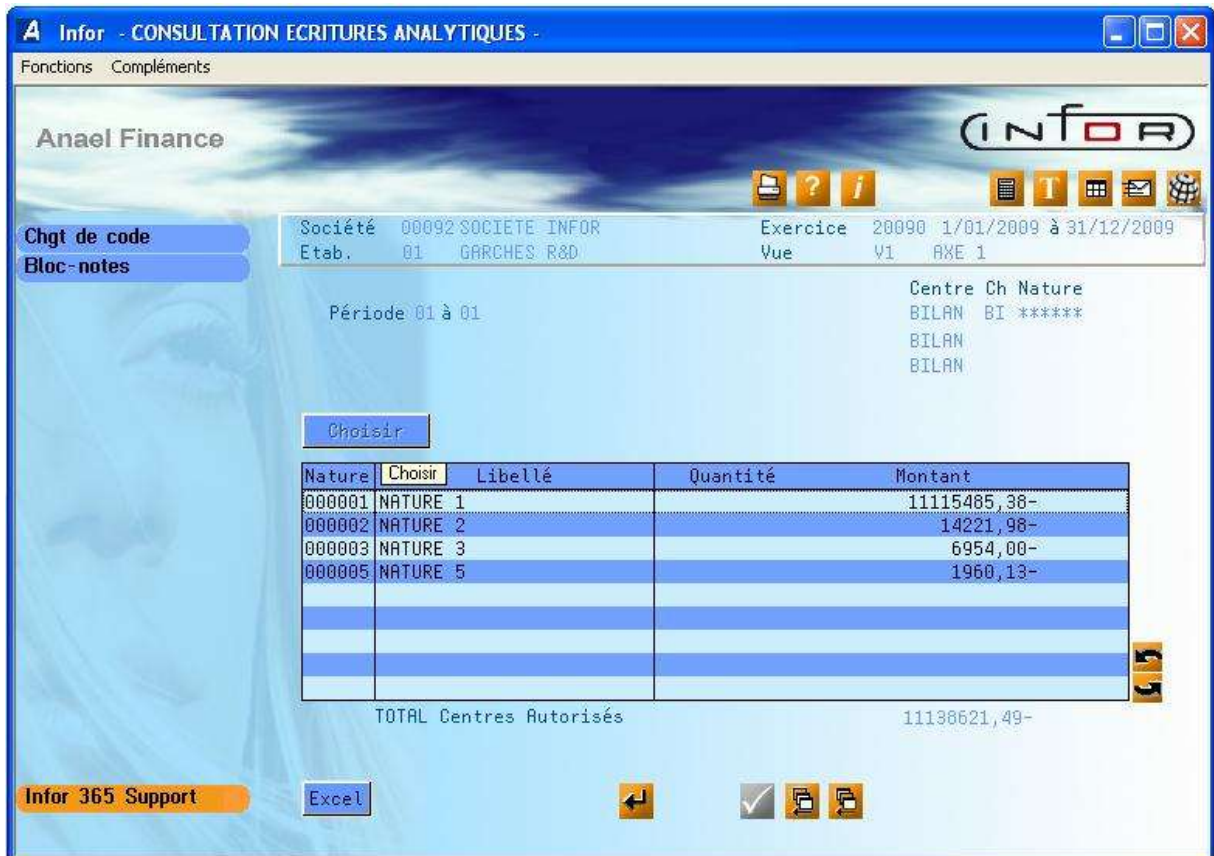 A Infor - CONSULTATION ECRITURES ANALYTIQUES -
Fonctions Compléments
Anael Finance
infor
? i T
Chgt de code
Bloc-notes
Société 00092 SOCIETE INFOR Exercice 20090 1/01/2009 à 31/12/2009
Etab. 01 GARCHES R&D Vue V1 AXE 1
Centre Ch Nature
Période 01 à 01 BILAN BI ******
BILAN
BILAN
Choisir
Nature Choisir Libellé Quantité Montant
000001 NATURE 1 11115485,38-
000002 NATURE 2 14221,98-
000003 NATURE 3 6954,00-
000005 NATURE 5 1960,13-
TOTAL Centres Autorisés 11138621,49-
Infor 365 Support Excel